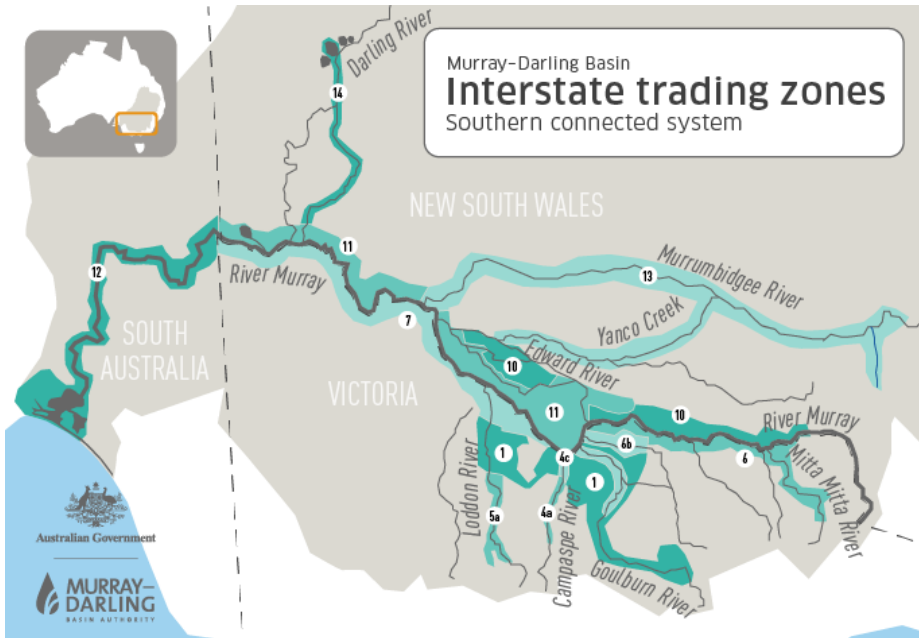 Murray–Darling Basin
Interstate trading zones
Southern connected system
Darling River
14
NEW SOUTH WALES
11
12
River Murray
7
13
Murrumbidgee River
Yanco Creek
SOUTH
AUSTRALIA
VICTORIA
Edward River
10
11
10
River Murray
6b
6
Mitta Mitta River
1
4c
1
Loddon River
5a
4a
Campaspe River
Goulburn River
Australian Government
MURRAY–
DARLING
BASIN AUTHORITY